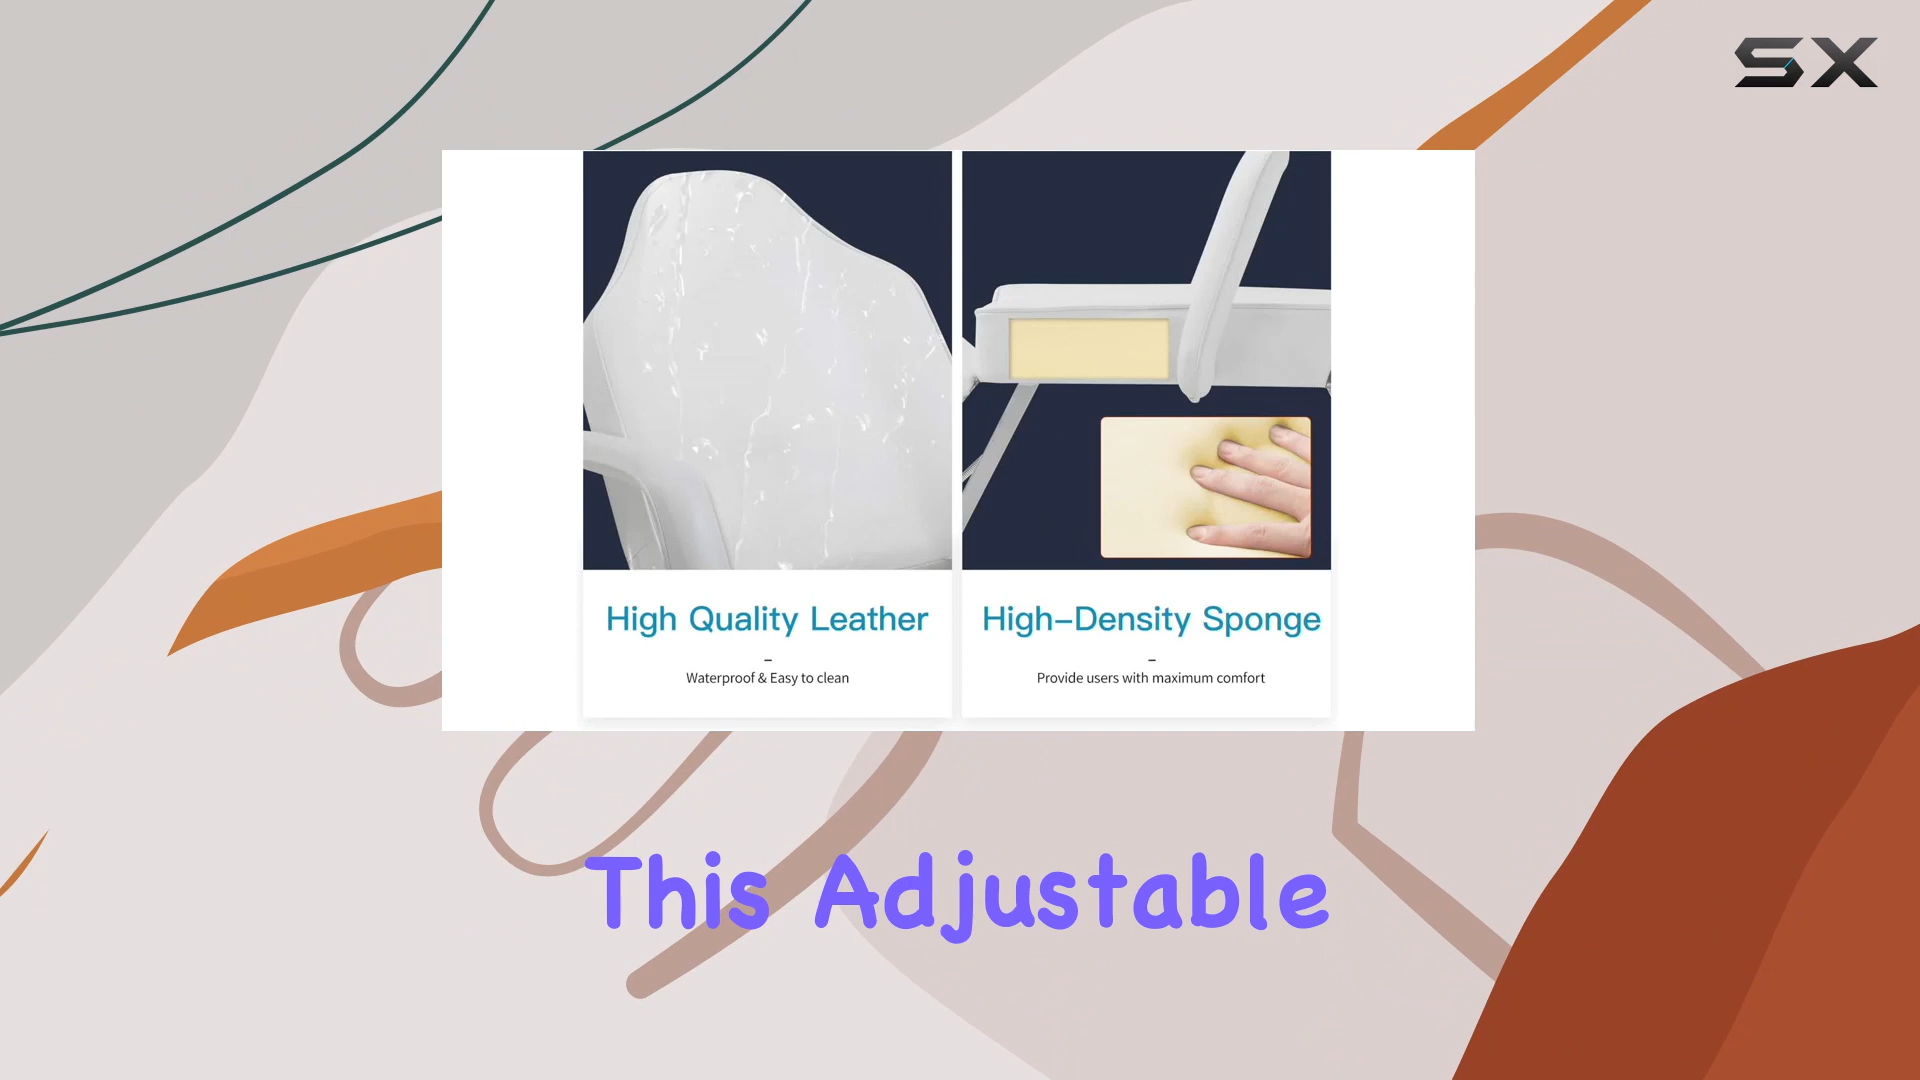 SX
High Quality Leather
–
Waterproof & Easy to clean
High-Density Sponge
–
Provide users with maximum comfort
This Adjustable